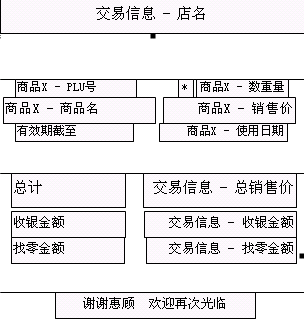 交易信息 - 店名
商品X - PLU号 * 商品X - 数重量
商品X - 商品名 商品X - 销售价
有效期截至 商品X - 使用日期
总计 交易信息 - 总销售价
收银金额 交易信息 - 收银金额
找零金额 交易信息 - 找零金额
谢谢惠顾 欢迎再次光临